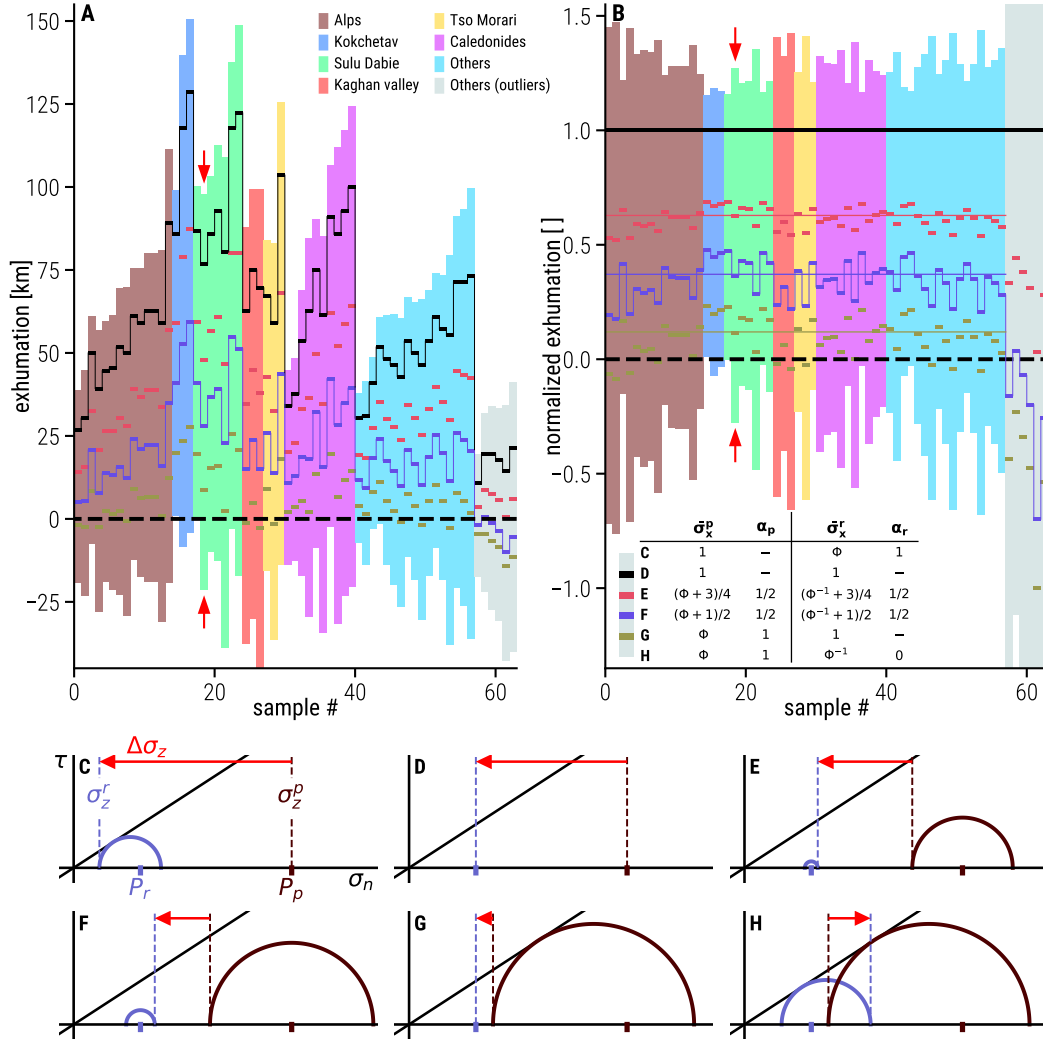 A
150
125
100
75
50
25
0
−25
exhumation [km]
Alps
Kokchetav
Sulu Dabie
Kaghan valley
Tso Morari
Caledonides
Others
Others (outliers)
0
20
40
60
sample #
B
1.5
1.0
0.5
0.0
−0.5
−1.0
normalized exhumation []
σ̄ₓᵖ αₚ σ̄ₓʳ αᵣ
C 1 – Φ 1
D 1 – 1 –
E (Φ + 3)/4 1/2 (Φ⁻¹ + 3)/4 1/2
F (Φ + 1)/2 1/2 (Φ⁻¹ + 1)/2 1/2
G Φ 1 1 –
H Φ 1 Φ⁻¹ 0
0
20
40
60
sample #
τ
C
Δσ_z
σ_z^r
σ_z^p
P_r
P_p
σ_n
D
E
F
G
H